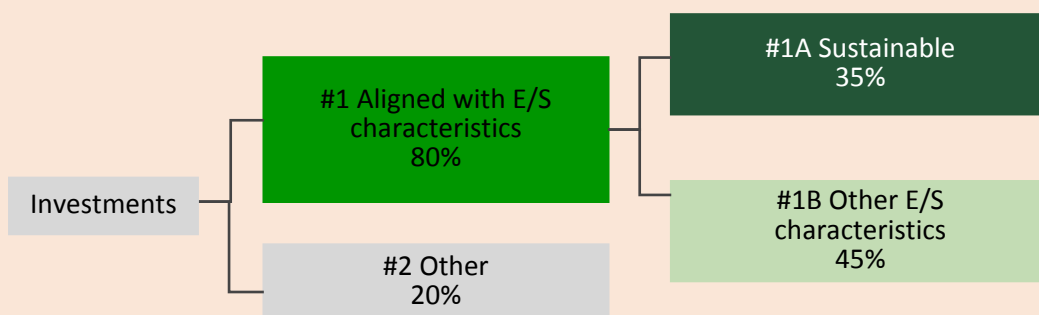 #1A Sustainable
35%
#1 Aligned with E/S
characteristics
80%
Investments
#1B Other E/S
characteristics
45%
#2 Other
20%